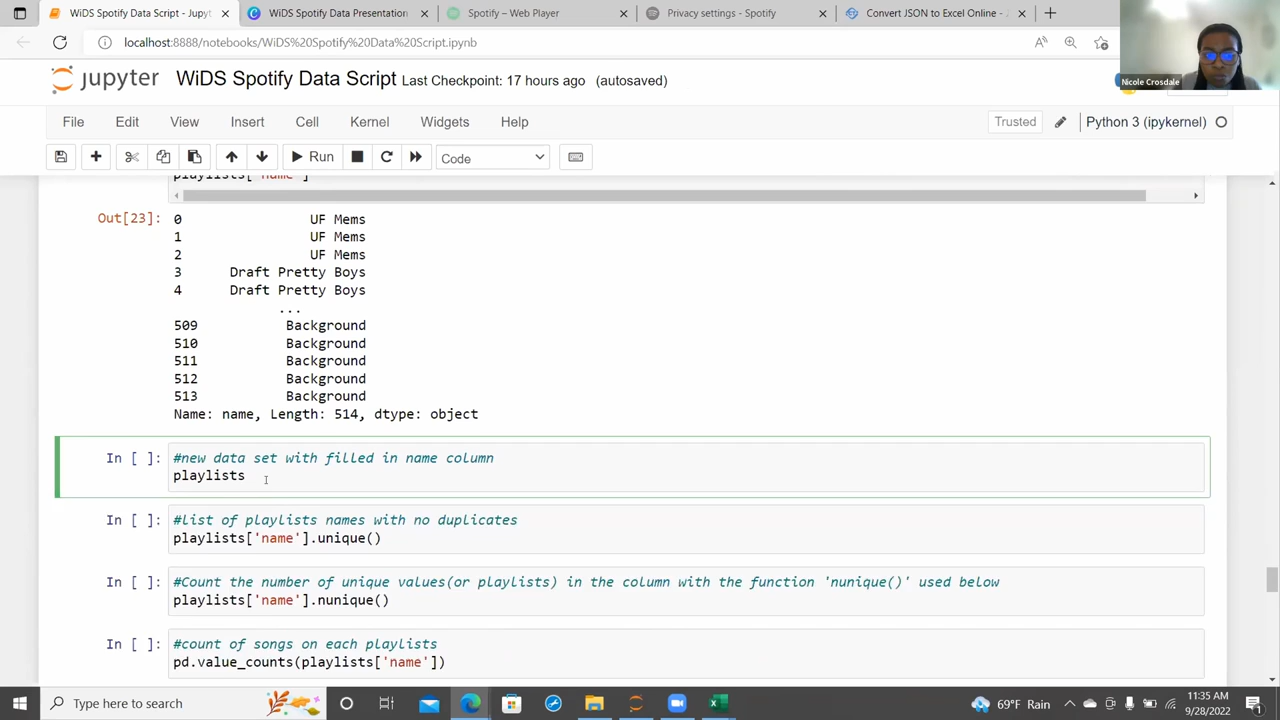 WiDS Spotify Data Script - Jupyt
WiDS Spotify Data Presentation
Spotify – Web Player
Privacy settings - Spotify
Convert JSON to Excel Online -
localhost:8888/notebooks/WiDS%20Spotify%20Data%20Script.ipynb
Nicole Crosdale
jupyter WiDS Spotify Data Script Last Checkpoint: 17 hours ago (autosaved)
File Edit View Insert Cell Kernel Widgets Help Trusted Python 3 (ipykernel)
Run Code
playlists['name']
Out[23]: 0 UF Mems
1 UF Mems
2 UF Mems
3 Draft Pretty Boys
4 Draft Pretty Boys
...
509 Background
510 Background
511 Background
512 Background
513 Background
Name: name, Length: 514, dtype: object
In [ ]: #new data set with filled in name column
playlists
In [ ]: #list of playlists names with no duplicates
playlists['name'].unique()
In [ ]: #Count the number of unique values(or playlists) in the column with the function 'nunique()' used below
playlists['name'].nunique()
In [ ]: #count of songs on each playlists
pd.value_counts(playlists['name'])
Type here to search
69°F Rain
11:35 AM
9/28/2022
1